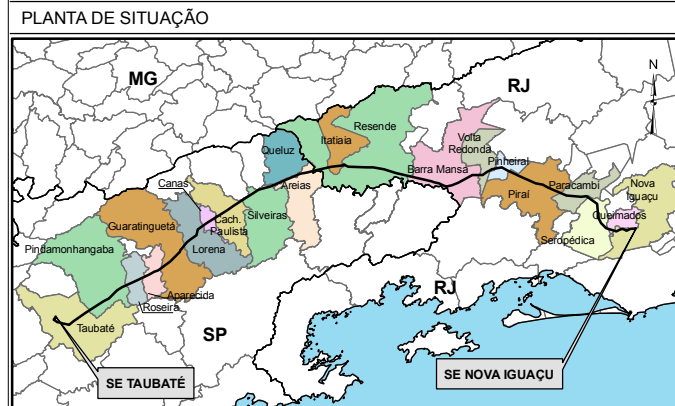 PLANTA DE SITUAÇÃO
MG
RJ
N
Resende
Itatiaia
Queluz
Volta
Redonda
Pinheiral
Barra Mansa
Piraí
Paracambi
Nova
Iguaçu
Queimados
Seropédica
Areias
Canas
Cach.
Paulista
Silveiras
Guaratinguetá
Lorena
Pindamonhangaba
Aparecida
Roseira
Taubaté
SP
RJ
SE TAUBATÉ
SE NOVA IGUAÇU